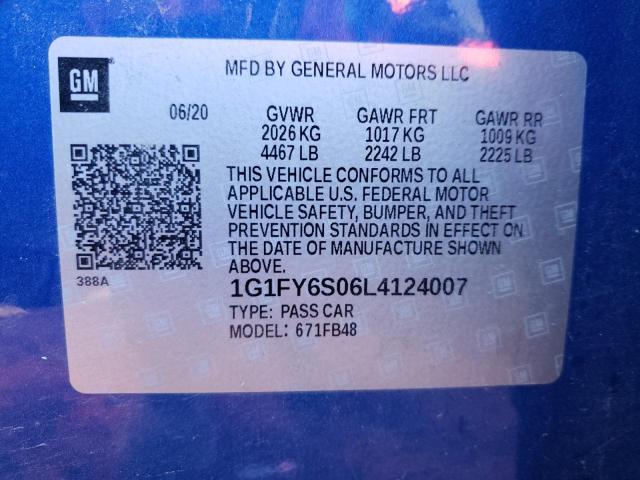 GM
MFD BY GENERAL MOTORS LLC
06/20 GVWR GAWR FRT GAWR RR
2026 KG 1017 KG 1009 KG
4467 LB 2242 LB 2225 LB
THIS VEHICLE CONFORMS TO ALL
APPLICABLE U.S. FEDERAL MOTOR
VEHICLE SAFETY, BUMPER, AND THEFT
PREVENTION STANDARDS IN EFFECT ON
THE DATE OF MANUFACTURE SHOWN
ABOVE.
388A
1G1FY6S06L4124007
TYPE: PASS CAR
MODEL: 671FB48